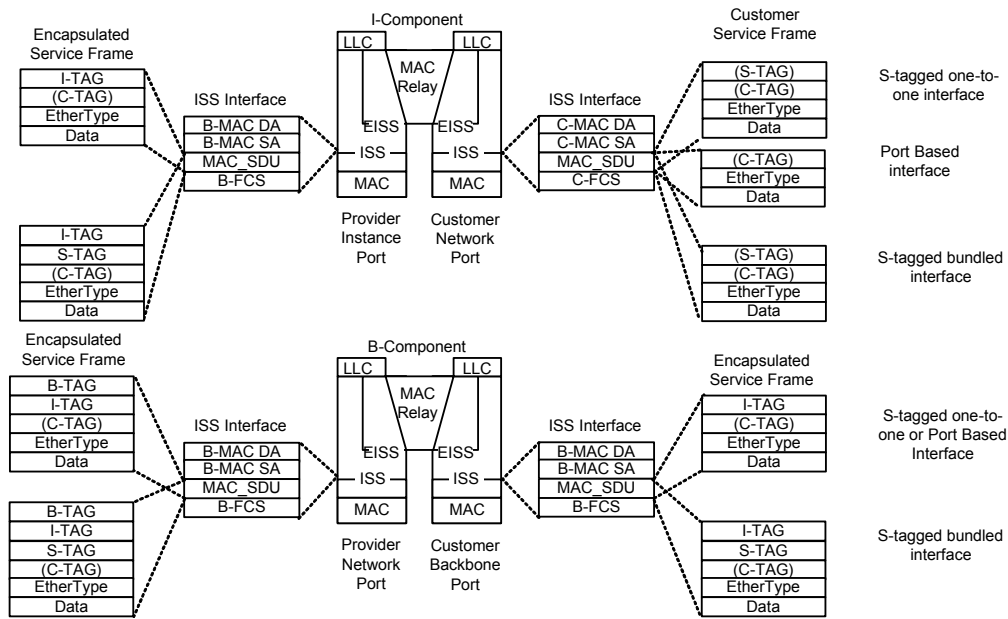 I-Component
Encapsulated
Service Frame
I-TAG
(C-TAG)
EtherType
Data
I-TAG
S-TAG
(C-TAG)
EtherType
Data
ISS Interface
B-MAC DA
B-MAC SA
MAC_SDU
B-FCS
LLC
LLC
MAC
Relay
EISS
EISS
ISS
ISS
MAC
MAC
Provider
Instance
Port
Customer
Network
Port
ISS Interface
C-MAC DA
C-MAC SA
MAC_SDU
C-FCS
Customer
Service Frame
(S-TAG)
(C-TAG)
EtherType
Data
(C-TAG)
EtherType
Data
(S-TAG)
(C-TAG)
EtherType
Data
S-tagged one-to-
one interface
Port Based
interface
S-tagged bundled
interface
B-Component
Encapsulated
Service Frame
B-TAG
I-TAG
(C-TAG)
EtherType
Data
B-TAG
I-TAG
S-TAG
(C-TAG)
EtherType
Data
ISS Interface
B-MAC DA
B-MAC SA
MAC_SDU
B-FCS
LLC
LLC
MAC
Relay
EISS
EISS
ISS
ISS
MAC
MAC
Provider
Network
Port
Customer
Backbone
Port
ISS Interface
B-MAC DA
B-MAC SA
MAC_SDU
B-FCS
Encapsulated
Service Frame
I-TAG
(C-TAG)
EtherType
Data
I-TAG
S-TAG
(C-TAG)
EtherType
Data
S-tagged one-to-
one or Port Based
Interface
S-tagged bundled
interface